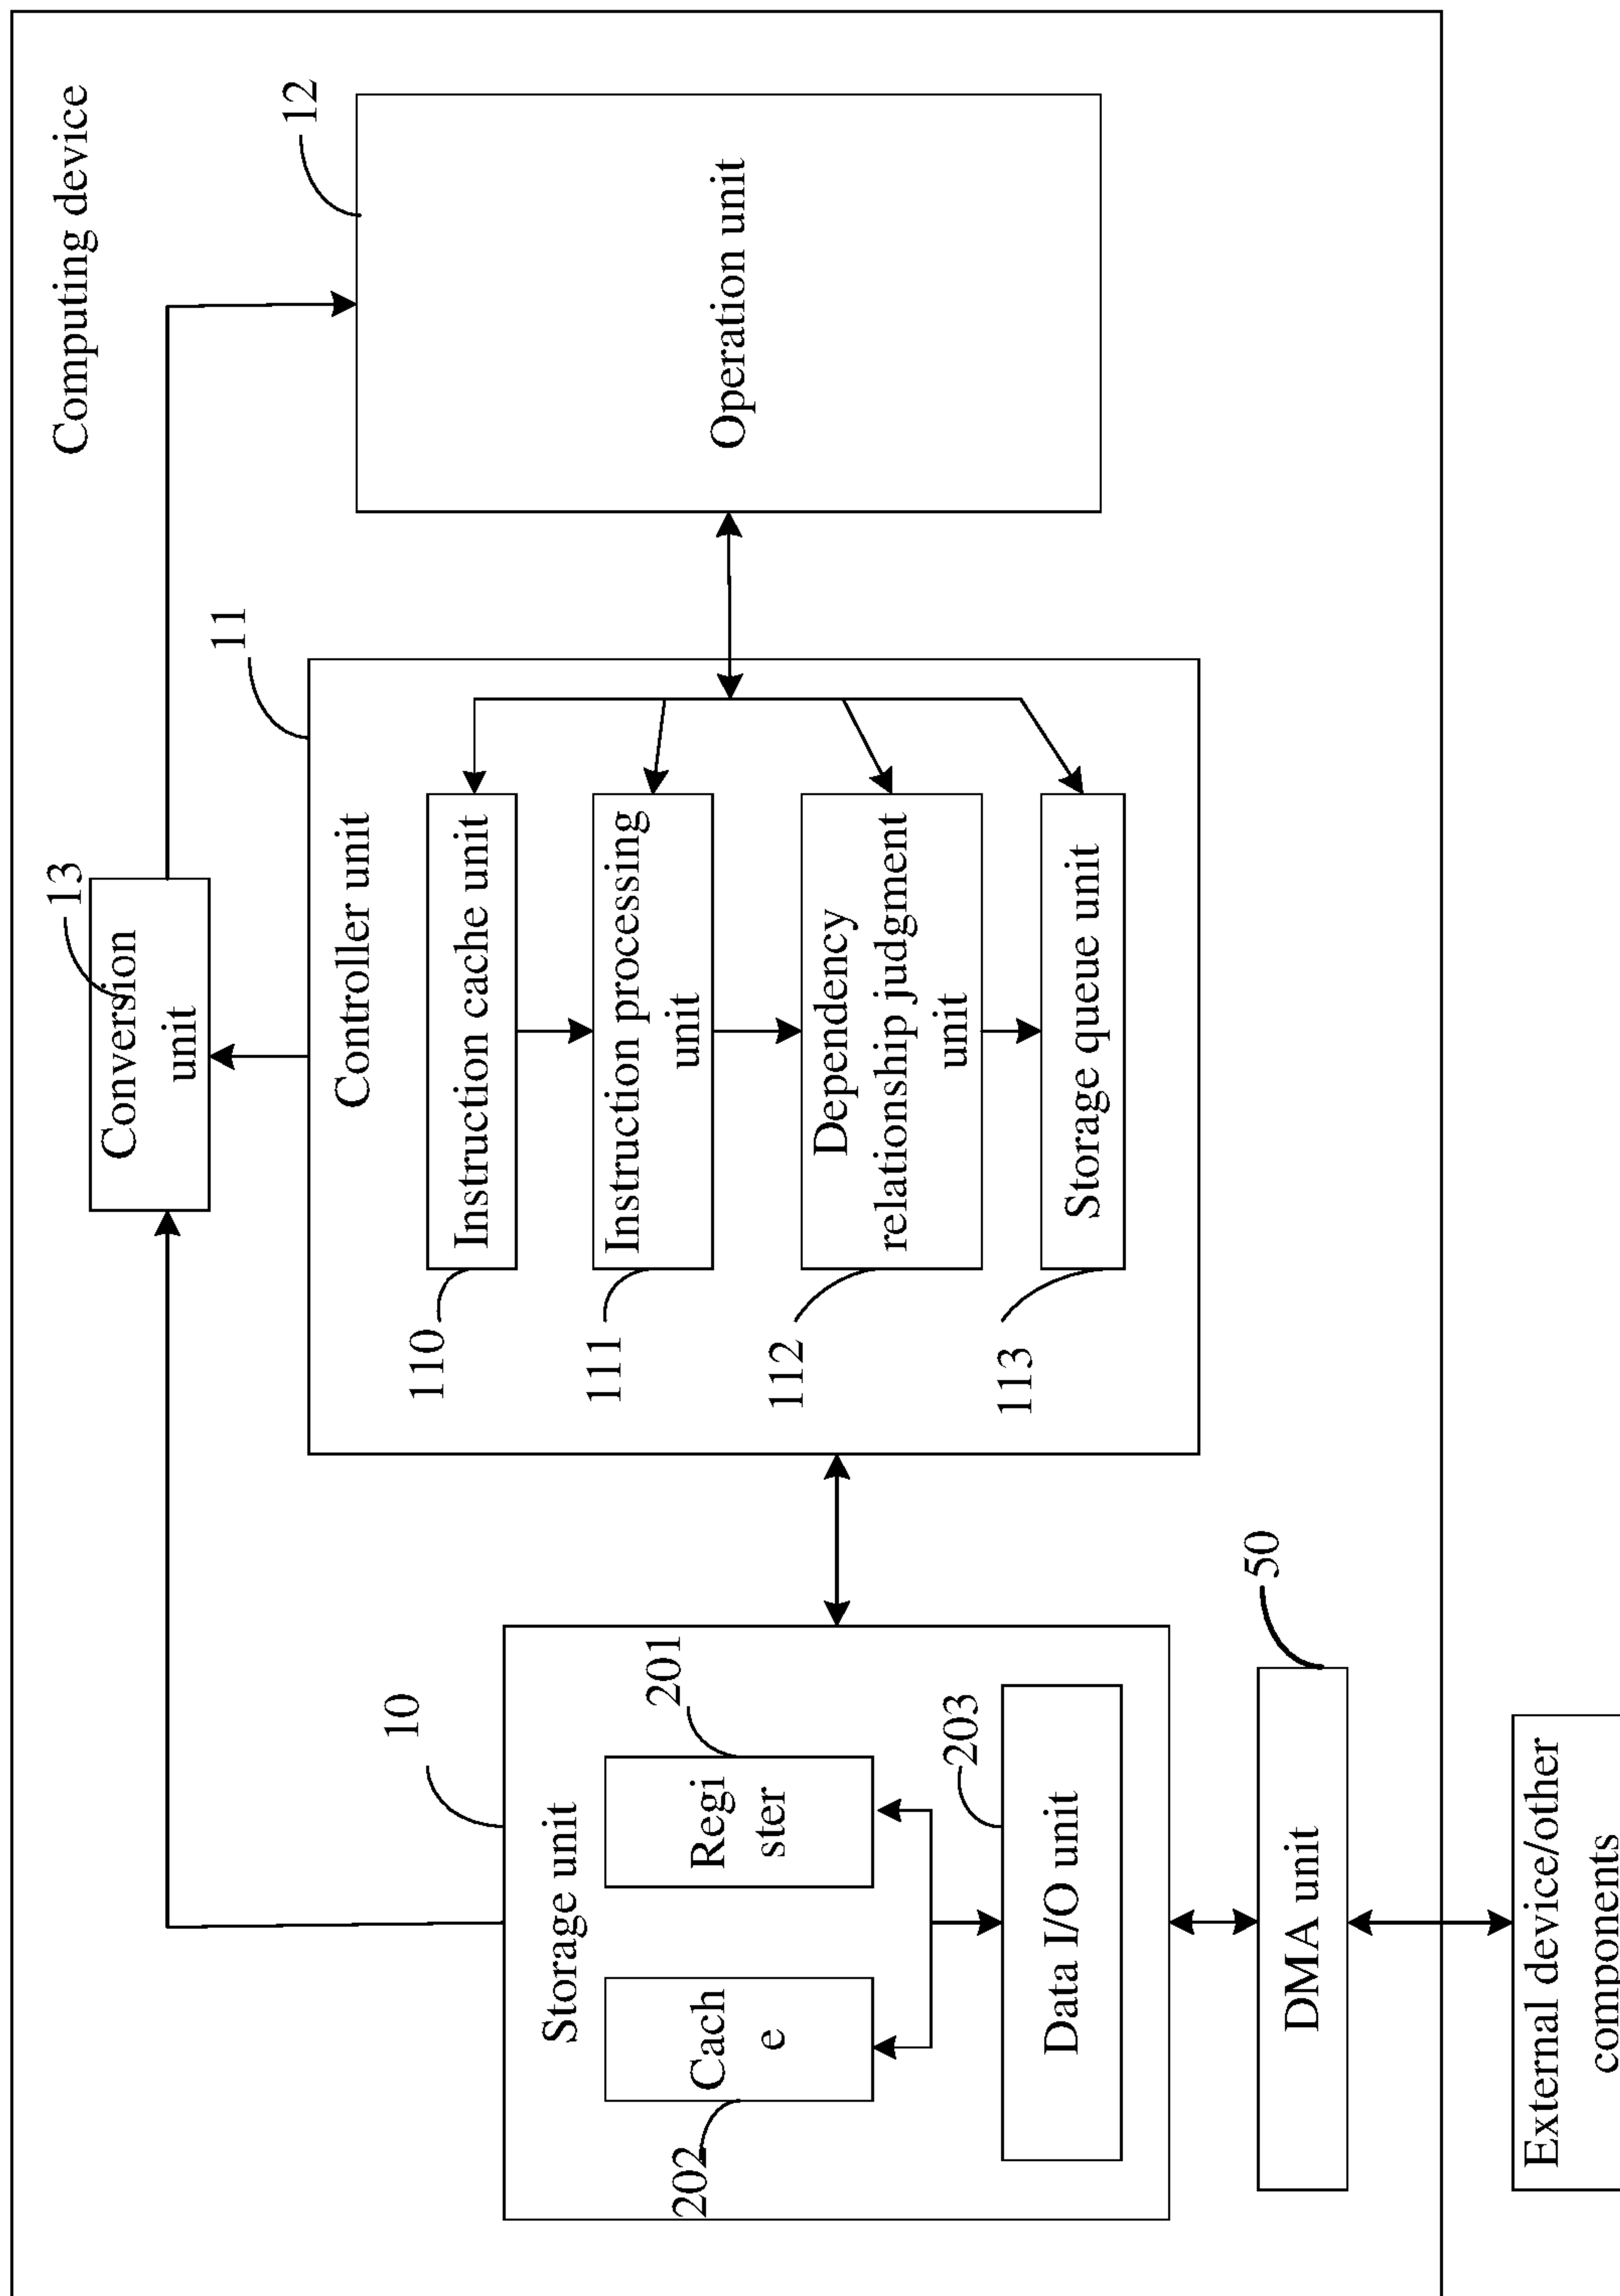 Computing device
13
Conversion
unit
11
12
Controller unit
Operation unit
10
Storage unit
110
Instruction cache unit
111
Instruction processing
unit
112
Dependency
relationship judgment
unit
113
Storage queue unit
202
Cach
e
201
Regi
ster
203
Data I/O unit
50
DMA unit
External device/other
components